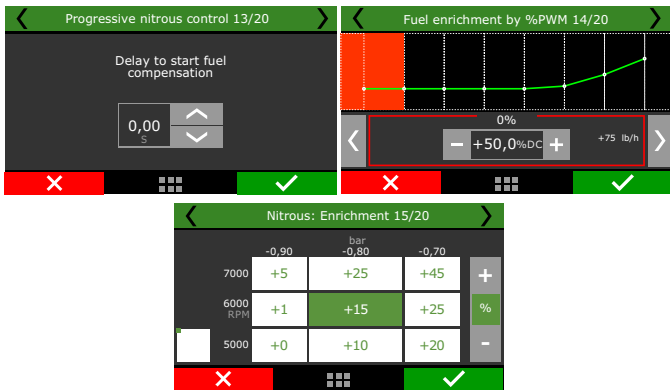 Progressive nitrous control 13/20
Delay to start fuel
compensation
0,00
S
Fuel enrichment by %PWM 14/20
0%
+50,0%DC
+75 lb/h
Nitrous: Enrichment 15/20
bar
-0,90 -0,80 -0,70
7000 +5 +25 +45 +
6000 +1 +15 +25 %
RPM
5000 +0 +10 +20 -